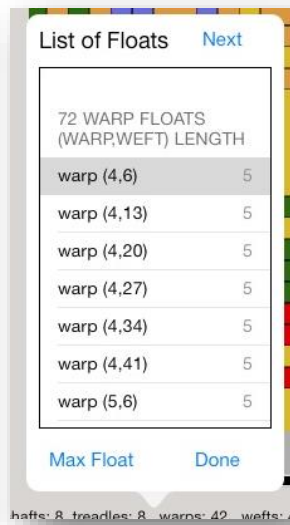 List of Floats Next
72 WARP FLOATS
(WARP,WEFT) LENGTH
warp (4,6) 5
warp (4,13) 5
warp (4,20) 5
warp (4,27) 5
warp (4,34) 5
warp (4,41) 5
warp (5,6) 5
Max Float Done
hafts: 8 treadles: 8 warps: 42 wefts: